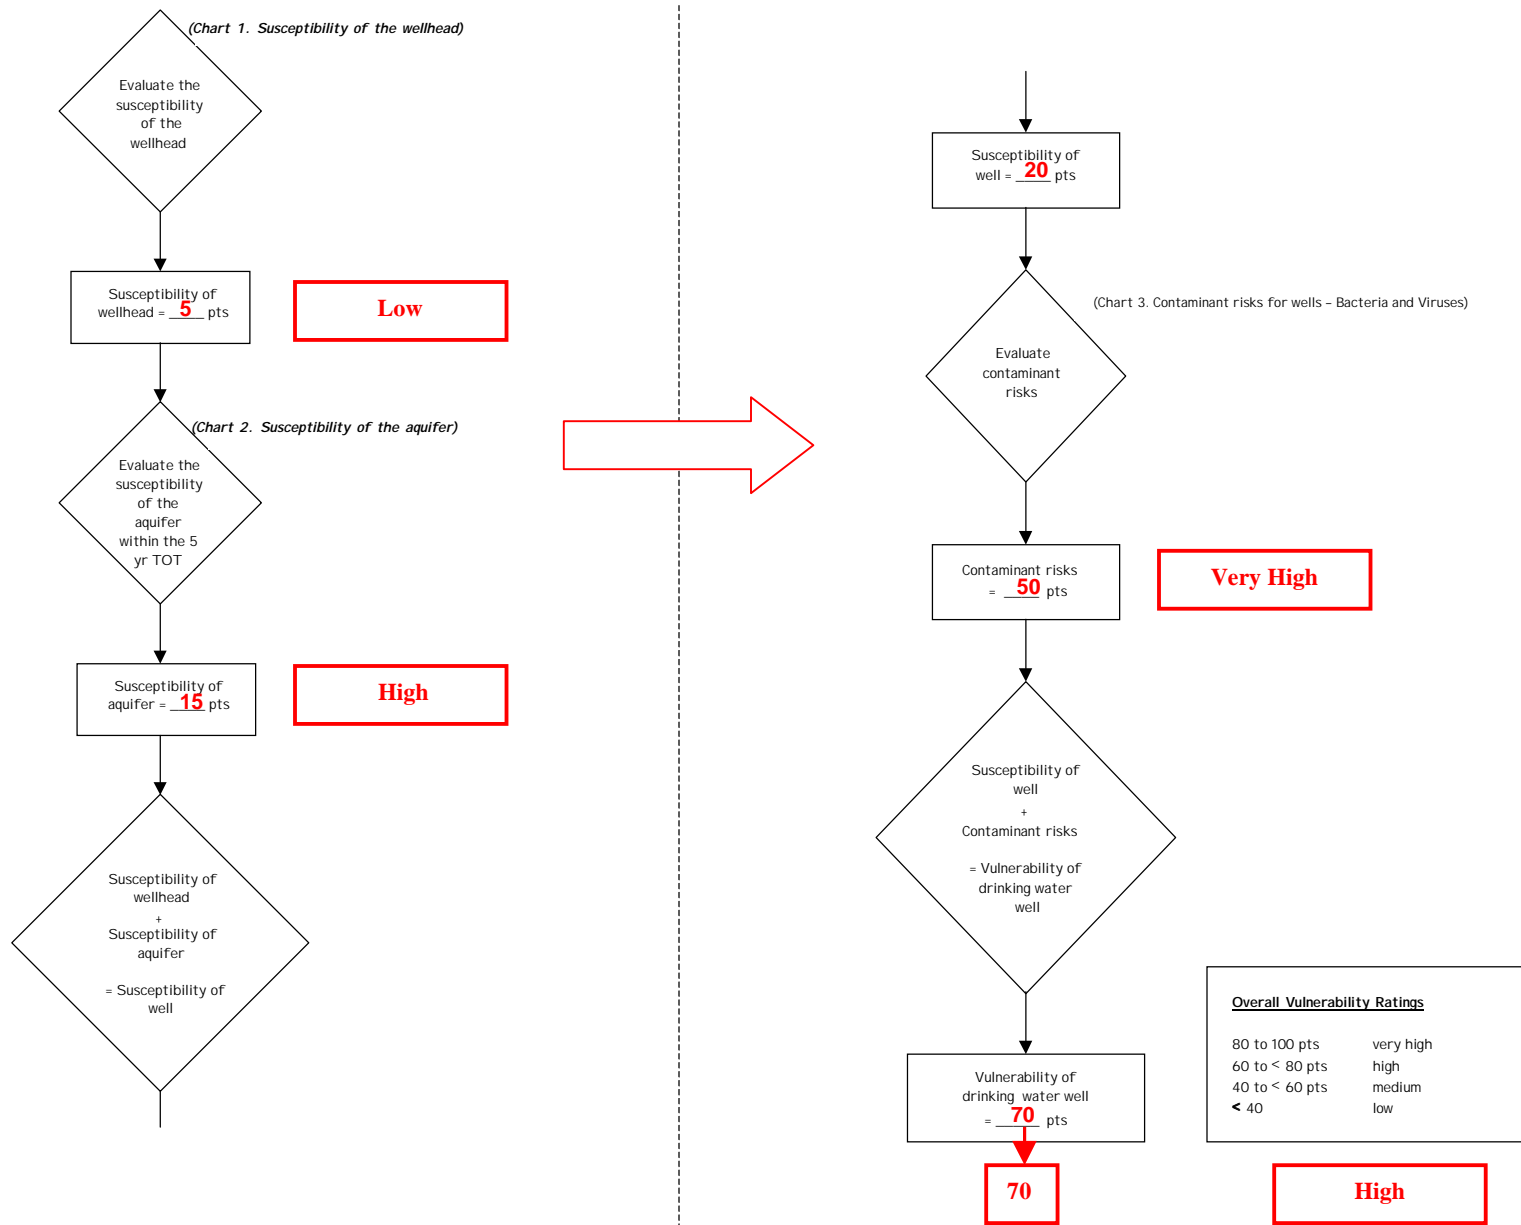 (Chart 1. Susceptibility of the wellhead)
Evaluate the
susceptibility
of the
wellhead
Susceptibility of
wellhead = 5 pts
Low
(Chart 2. Susceptibility of the aquifer)
Evaluate the
susceptibility
of the
aquifer
within the 5
yr TOT
Susceptibility of
aquifer = 15 pts
High
Susceptibility of
wellhead
+
Susceptibility of
aquifer
= Susceptibility of
well
Susceptibility of
well = 20 pts
(Chart 3. Contaminant risks for wells – Bacteria and Viruses)
Evaluate
contaminant
risks
Contaminant risks
= 50 pts
Very High
Susceptibility of
well
+
Contaminant risks
= Vulnerability of
drinking water
well
Vulnerability of
drinking water well
= 70 pts
70
Overall Vulnerability Ratings
80 to 100 pts very high
60 to < 80 pts high
40 to < 60 pts medium
< 40 low
High